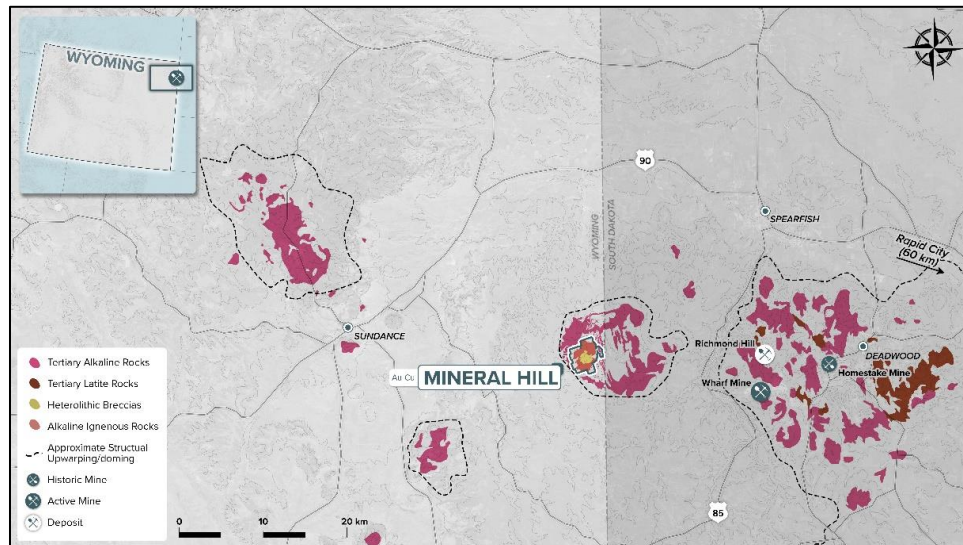 WYOMING
90
SPEARFISH
WYOMING
SOUTH DAKOTA
Rapid City
(60 km)
SUNDANCE
Richmond Hill
DEADWOOD
Homestake Mine
Wharf Mine
Au Cu
MINERAL HILL
85
Tertiary Alkaline Rocks
Tertiary Latite Rocks
Heterolithic Breccias
Alkaline Ignenous Rocks
Approximate Structual
Upwarping/doming
Historic Mine
Active Mine
Deposit
0 10 20 km